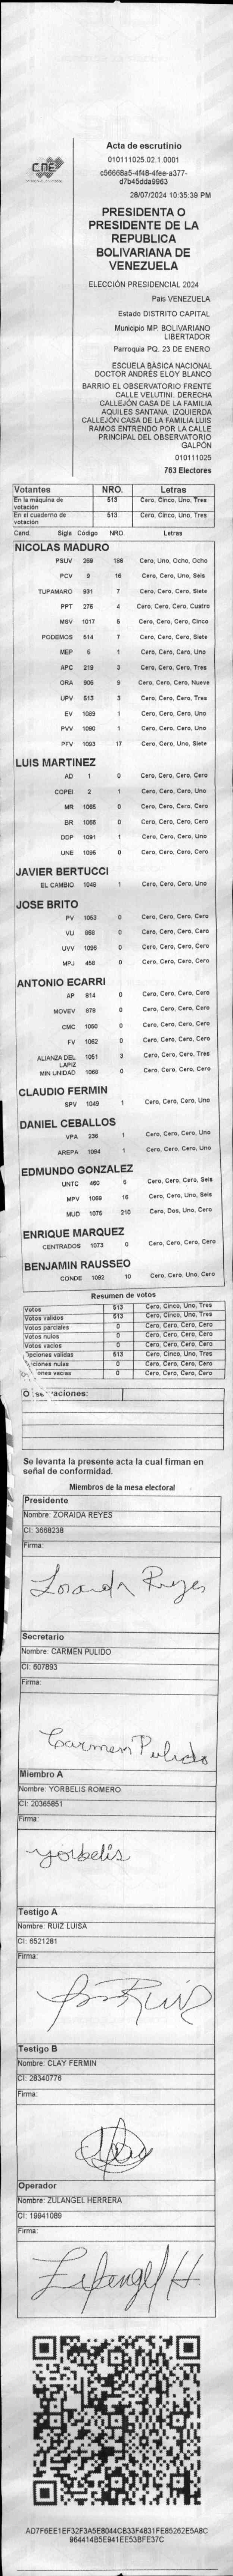 CNE
Acta de escrutinio
010111025.02.1.0001
c56668a5-4f48-4fee-a377-
d7b45dda9963
28/07/2024 10:35:39 PM
PRESIDENTA O
PRESIDENTE DE LA
REPUBLICA
BOLIVARIANA DE
VENEZUELA
ELECCIÓN PRESIDENCIAL 2024
Pais VENEZUELA
Estado DISTRITO CAPITAL
Municipio MP. BOLIVARIANO
LIBERTADOR
Parroquia PQ. 23 DE ENERO
ESCUELA BÁSICA NACIONAL
DOCTOR ANDRÉS ELOY BLANCO
BARRIO EL OBSERVATORIO FRENTE
CALLE VELUTINI. DERECHA
CALLEJÓN CASA DE LA FAMILIA
AQUILES SANTANA. IZQUIERDA
CALLEJÓN CASA DE LA FAMILIA LUIS
RAMOS ENTRENDO POR LA CALLE
PRINCIPAL DEL OBSERVATORIO
GALPÓN
010111025
763 Electores
Votantes NRO. Letras
En la máquina de votación 513 Cero, Cinco, Uno, Tres
En el cuaderno de votación 513 Cero, Cinco, Uno, Tres
Cand. Sigla Código NRO. Letras
NICOLAS MADURO
PSUV 269 188 Cero, Uno, Ocho, Ocho
PCV 9 16 Cero, Cero, Uno, Seis
TUPAMARO 931 7 Cero, Cero, Cero, Siete
PPT 276 4 Cero, Cero, Cero, Cuatro
MSV 1017 5 Cero, Cero, Cero, Cinco
PODEMOS 514 7 Cero, Cero, Cero, Siete
MEP 5 1 Cero, Cero, Cero, Uno
APC 219 3 Cero, Cero, Cero, Tres
ORA 905 9 Cero, Cero, Cero, Nueve
UPV 513 3 Cero, Cero, Cero, Tres
EV 1089 1 Cero, Cero, Cero, Uno
PVV 1090 1 Cero, Cero, Cero, Uno
PFV 1093 17 Cero, Cero, Uno, Siete
LUIS MARTINEZ
AD 1 0 Cero, Cero, Cero, Cero
COPEI 2 1 Cero, Cero, Cero, Uno
MR 1065 0 Cero, Cero, Cero, Cero
BR 1066 0 Cero, Cero, Cero, Cero
DDP 1091 1 Cero, Cero, Cero, Uno
UNE 1095 0 Cero, Cero, Cero, Cero
JAVIER BERTUCCI
EL CAMBIO 1048 1 Cero, Cero, Cero, Uno
JOSE BRITO
PV 1053 0 Cero, Cero, Cero, Cero
VU 868 0 Cero, Cero, Cero, Cero
UVV 1096 0 Cero, Cero, Cero, Cero
MPJ 458 0 Cero, Cero, Cero, Cero
ANTONIO ECARRI
AP 814 0 Cero, Cero, Cero, Cero
MOVEV 978 0 Cero, Cero, Cero, Cero
CMC 1050 0 Cero, Cero, Cero, Cero
FV 1062 0 Cero, Cero, Cero, Cero
ALIANZA DEL LAPIZ 1051 3 Cero, Cero, Cero, Tres
MIN UNIDAD 1068 0 Cero, Cero, Cero, Cero
CLAUDIO FERMIN
SPV 1049 1 Cero, Cero, Cero, Uno
DANIEL CEBALLOS
VPA 236 1 Cero, Cero, Cero, Uno
AREPA 1094 1 Cero, Cero, Cero, Uno
EDMUNDO GONZALEZ
UNTC 460 6 Cero, Cero, Cero, Seis
MPV 1069 16 Cero, Cero, Uno, Seis
MUD 1075 210 Cero, Dos, Uno, Cero
ENRIQUE MARQUEZ
CENTRADOS 1073 0 Cero, Cero, Cero, Cero
BENJAMIN RAUSSEO
CONDE 1092 10 Cero, Cero, Uno, Cero
Resumen de votos
Votos 513 Cero, Cinco, Uno, Tres
Votos validos 513 Cero, Cinco, Uno, Tres
Votos parciales 0 Cero, Cero, Cero, Cero
Votos nulos 0 Cero, Cero, Cero, Cero
Votos vacios 0 Cero, Cero, Cero, Cero
Opciones validas 513 Cero, Cinco, Uno, Tres
ciones nulas 0 Cero, Cero, Cero, Cero
ones vacias 0 Cero, Cero, Cero, Cero
aciones:
Se levanta la presente acta la cual firman en
señal de conformidad.
Miembros de la mesa electoral
Presidente
Nombre: ZORAIDA REYES
CI: 3668238
Firma:
Zoraida Reyes
Secretario
Nombre: CARMEN PULIDO
CI: 607893
Firma:
Carmen Pulido
Miembro A
Nombre: YORBELIS ROMERO
CI: 20365851
Firma:
yorbelis
Testigo A
Nombre: RUIZ LUISA
CI: 6521281
Firma:
Testigo B
Nombre: CLAY FERMIN
CI: 28340776
Firma:
Operador
Nombre: ZULANGEL HERRERA
CI: 19941089
Firma:
AD7F6EE1EF32F3A5E8044CB33F4831FE85262E5A8C
964414B5E941EE53BFE37C